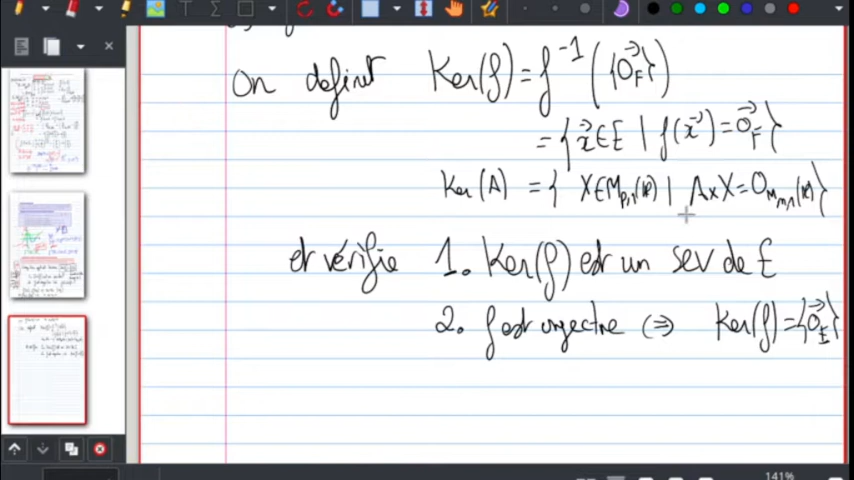 On définit Ker(f) = f⁻¹({0⃗_F})
= {x⃗ ∈ E | f(x⃗) = 0⃗_F}
Ker(A) = { X ∈ M_{p,1}(K) | A × X = 0_{M_{n,1}(K)} }
et vérifie 1. Ker(f) est un sev de E
2. f est injective ⇔ Ker(f) = {0⃗_E}
141%